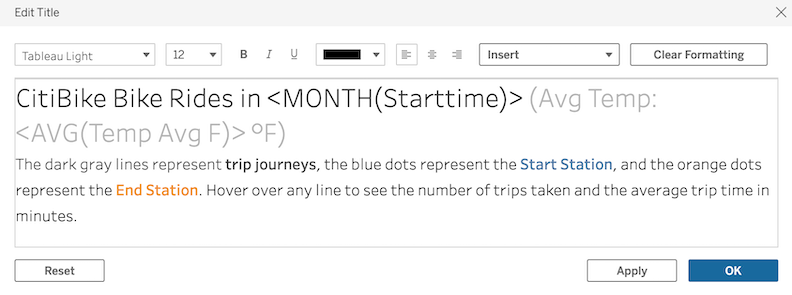 Edit Title
Tableau Light 12 B I U Insert Clear Formatting
CitiBike Bike Rides in <MONTH(Starttime)> (Avg Temp:
<AVG(Temp Avg F)> ºF)
The dark gray lines represent trip journeys, the blue dots represent the Start Station, and the orange dots
represent the End Station. Hover over any line to see the number of trips taken and the average trip time in
minutes.
Reset Apply OK